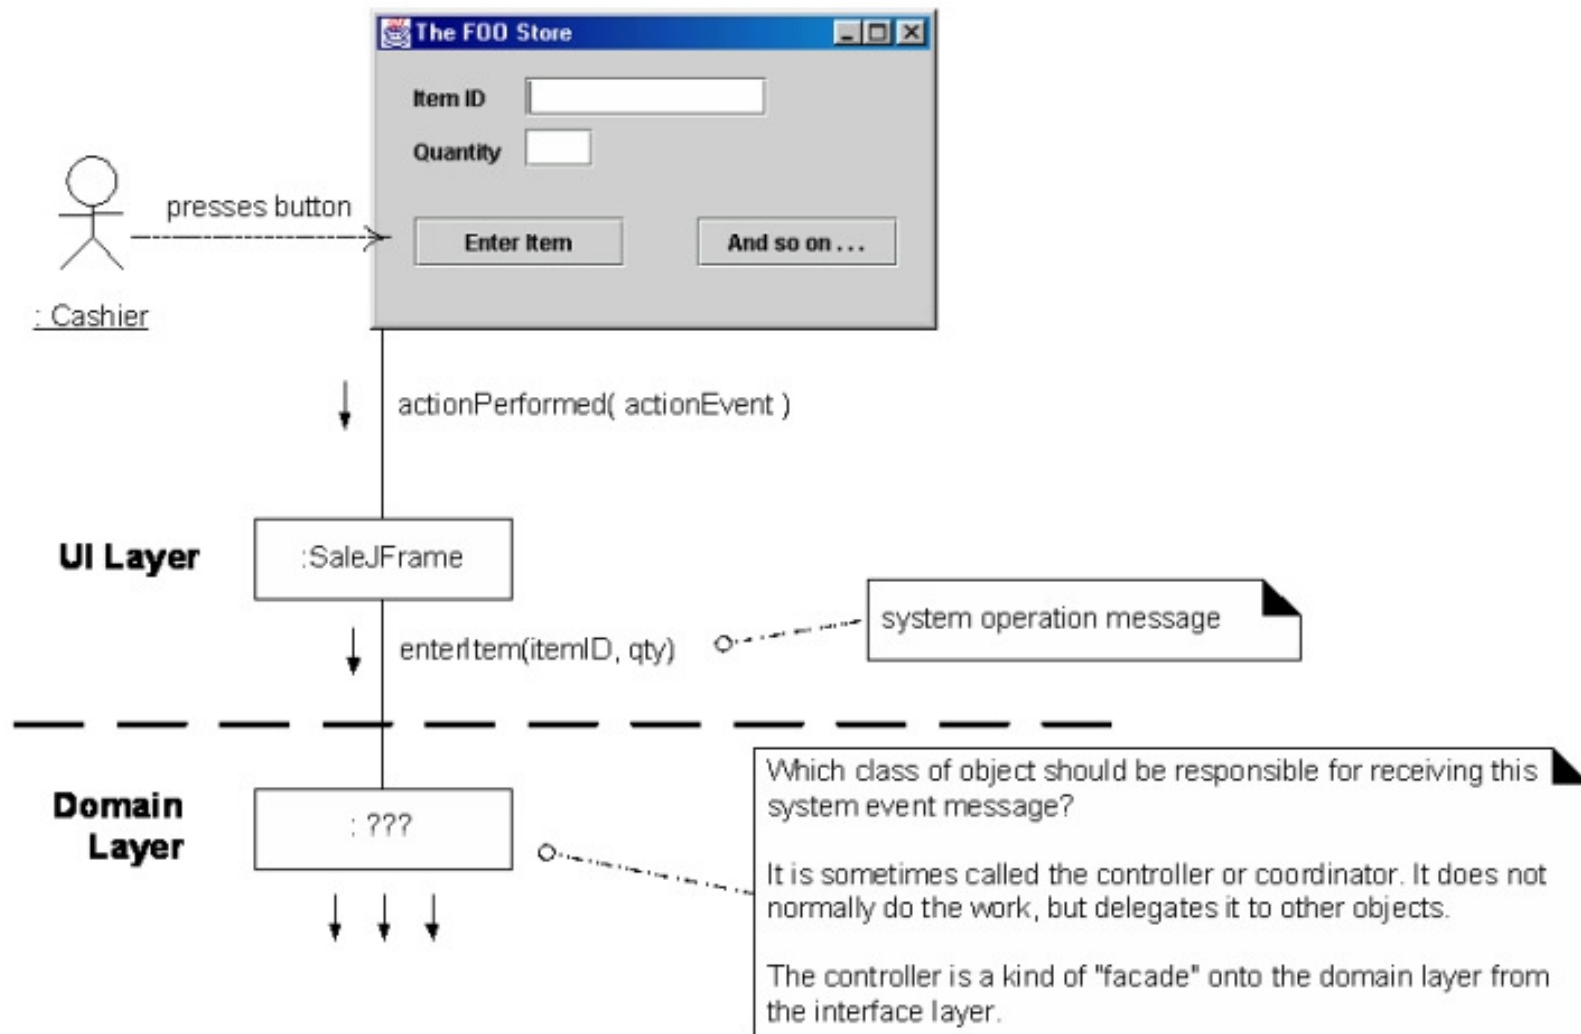 The FOO Store
Item ID
Quantity
presses button
Enter Item
And so on . . .
: Cashier
actionPerformed( actionEvent )
UI Layer
:SaleJFrame
system operation message
enterItem(itemID, qty)
Domain
Layer
: ???
Which class of object should be responsible for receiving this
system event message?
It is sometimes called the controller or coordinator. It does not
normally do the work, but delegates it to other objects.
The controller is a kind of "facade" onto the domain layer from
the interface layer.